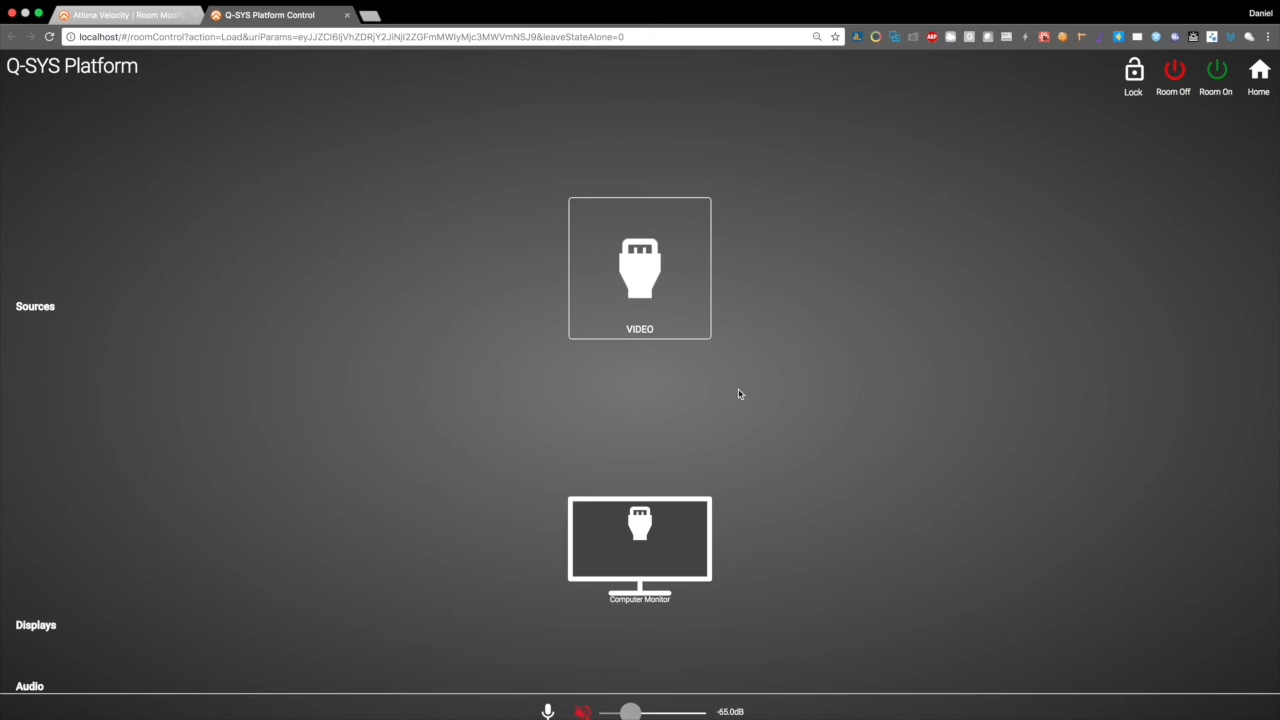 Daniel
Atlona Velocity | Room Modif
Q-SYS Platform Control
localhost/#/roomControl?action=Load&uriParams=eyJJZCI6IjVhZDRjY2JiNjI2ZGFmMWIyMjc3MWVmNSJ9&leaveStateAlone=0
Q-SYS Platform
Lock
Room Off
Room On
Home
VIDEO
Sources
Computer Monitor
Displays
Audio
-65.0dB